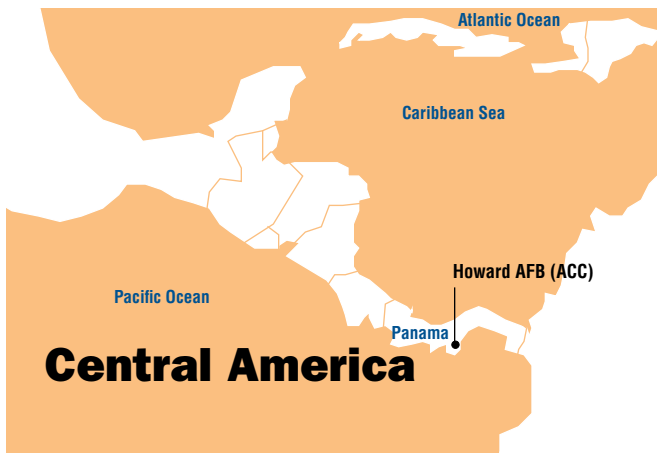 Atlantic Ocean
Caribbean Sea
Howard AFB (ACC)
Pacific Ocean
Panama
Central America